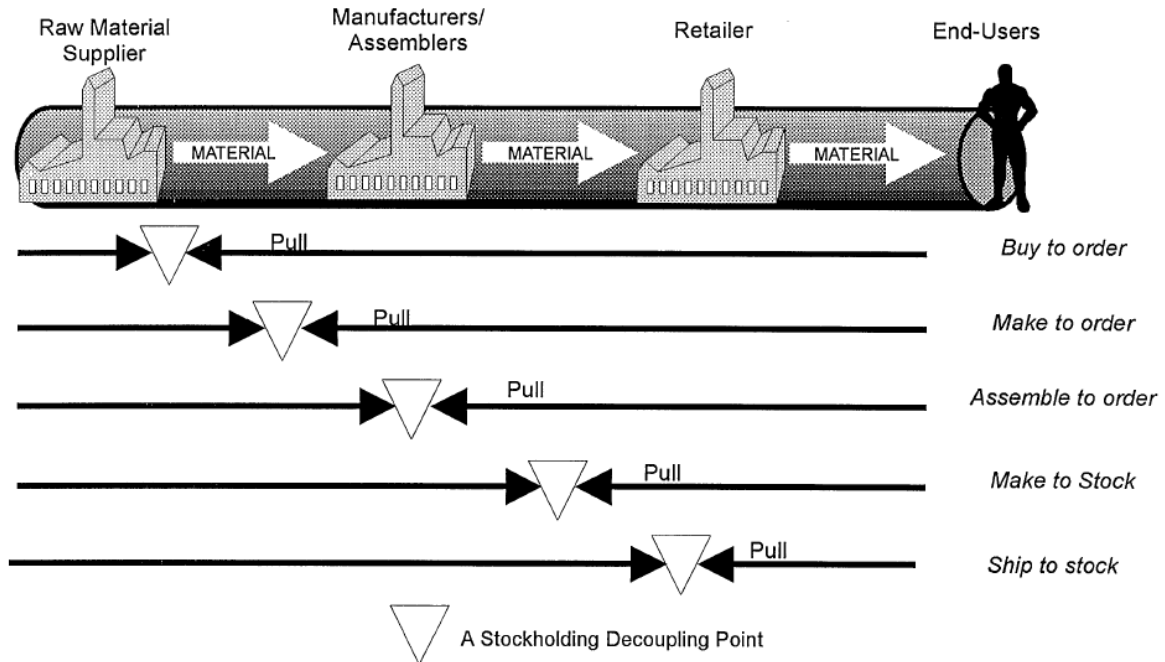 Raw Material
Supplier
Manufacturers/
Assemblers
Retailer
End-Users
MATERIAL
MATERIAL
MATERIAL
Pull
Buy to order
Pull
Make to order
Pull
Assemble to order
Pull
Make to Stock
Pull
Ship to stock
A Stockholding Decoupling Point